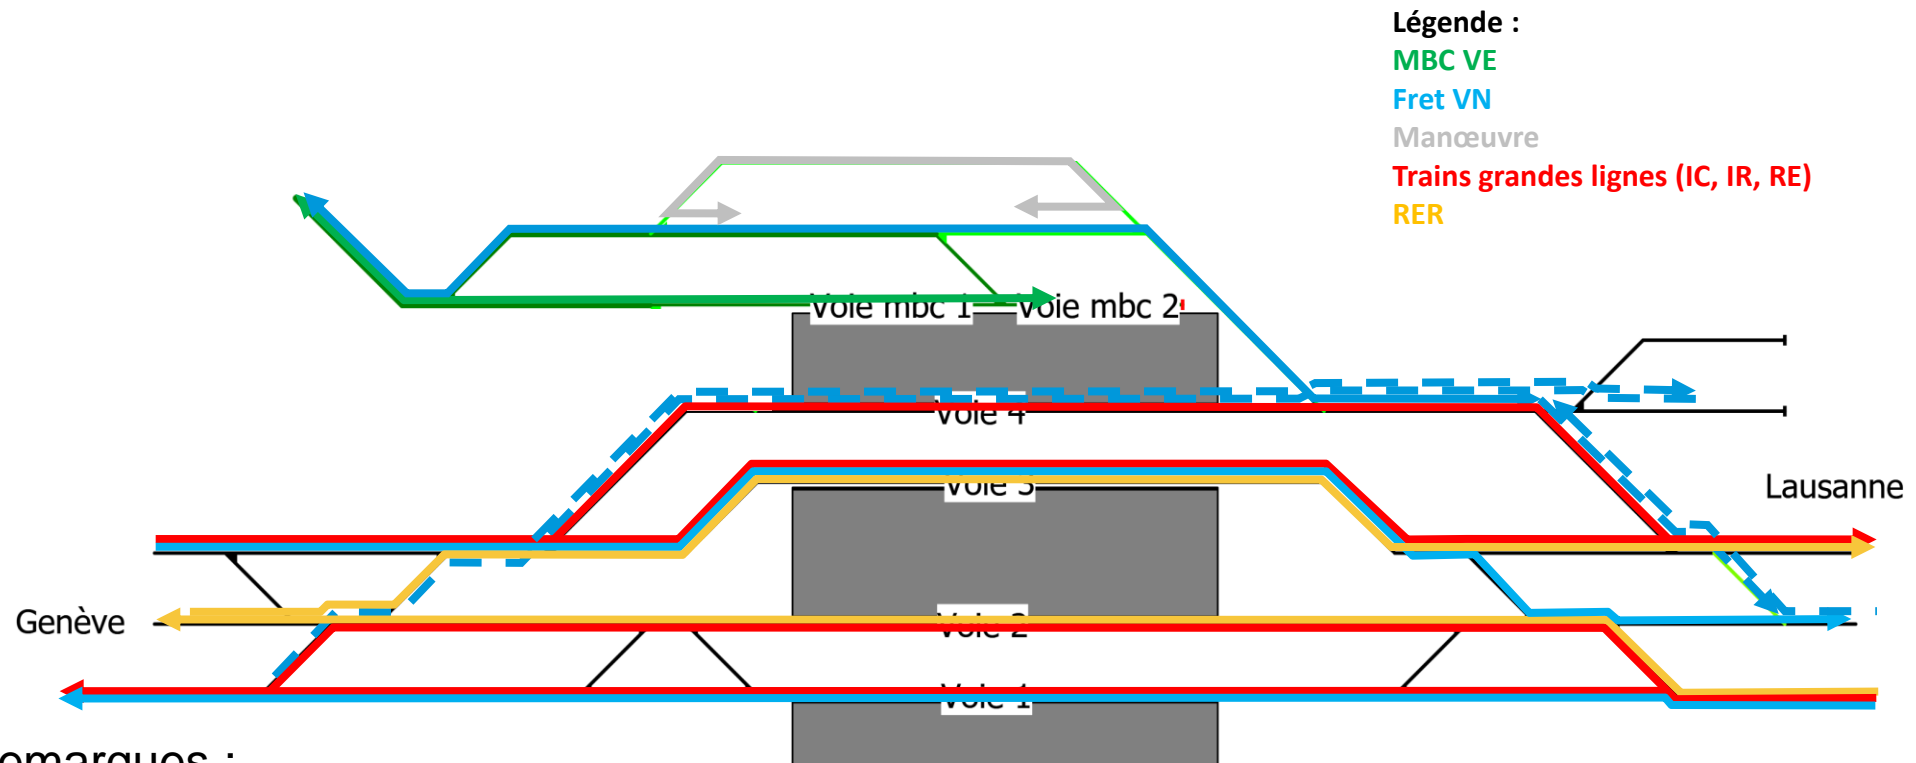 Légende :
MBC VE
Fret VN
Manœuvre
Trains grandes lignes (IC, IR, RE)
RER
Voie mbc 1
Voie mbc 2
Voie 4
Voie 3
Lausanne
Genève
Voie 2
Voie 1
emarques :